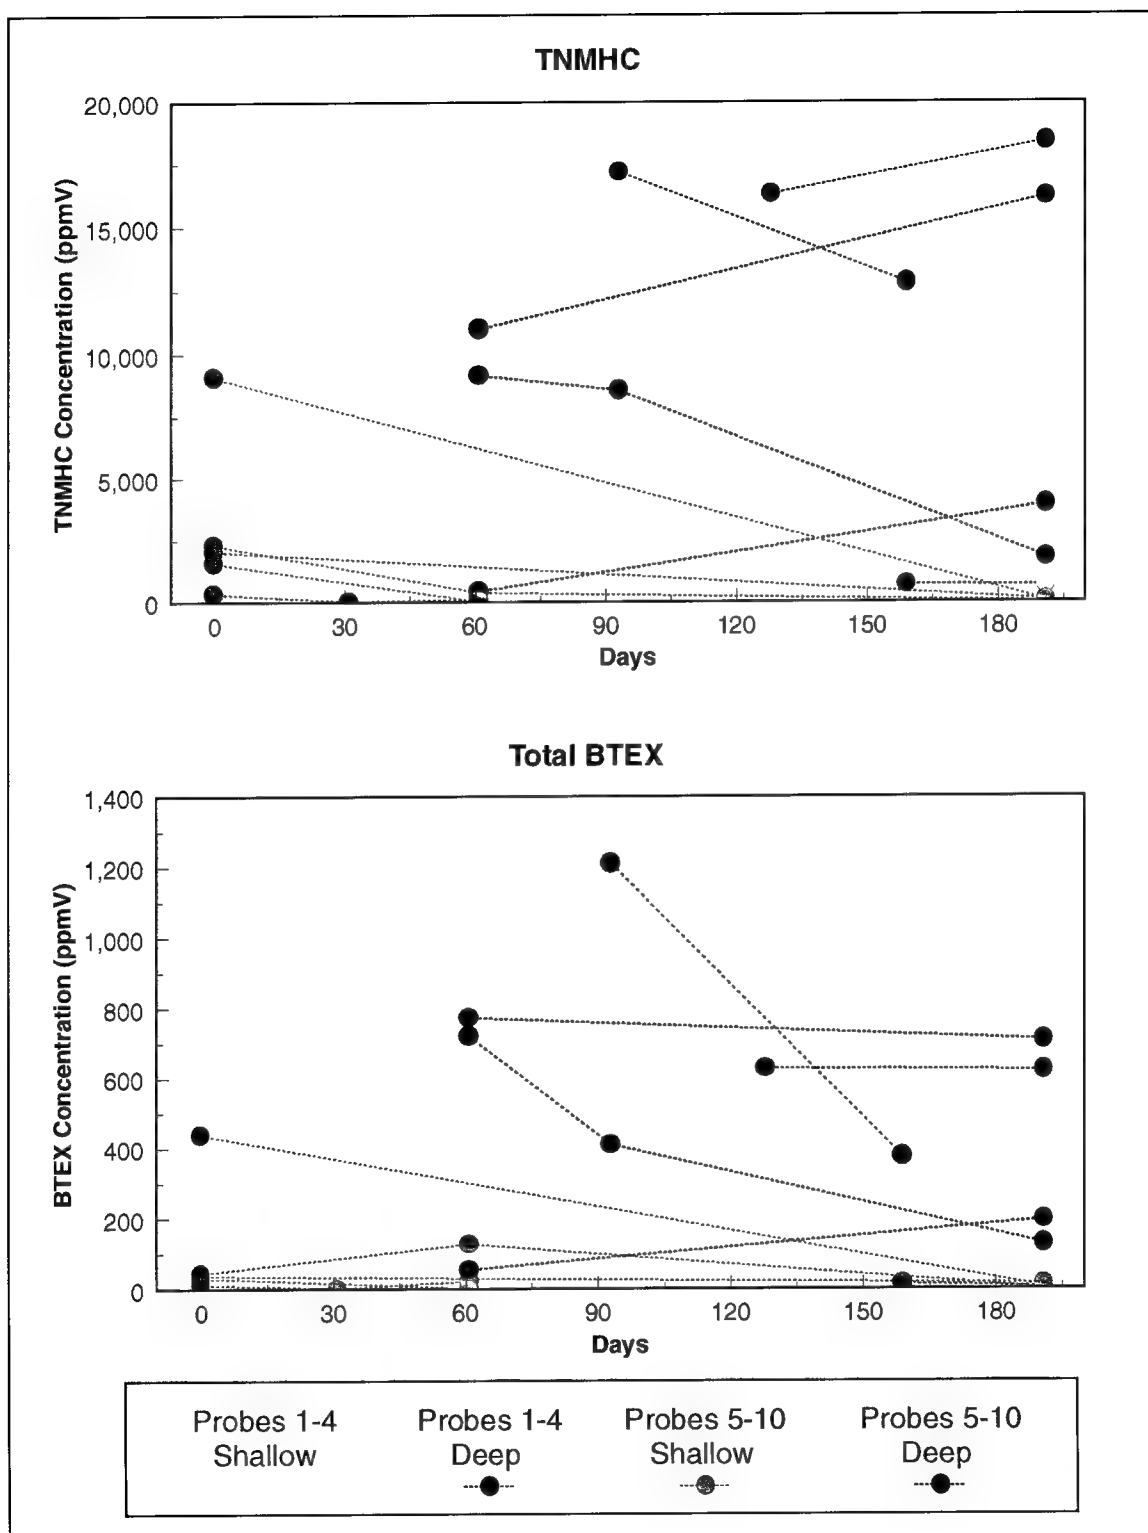 TNMHC
20,000
15,000
10,000
5,000
0
TNMHC Concentration (ppmV)
0 30 60 90 120 150 180
Days
Total BTEX
1,400
1,200
1,000
800
600
400
200
0
BTEX Concentration (ppmV)
0 30 60 90 120 150 180
Days
Probes 1-4 Probes 1-4 Probes 5-10 Probes 5-10
Shallow Deep Shallow Deep